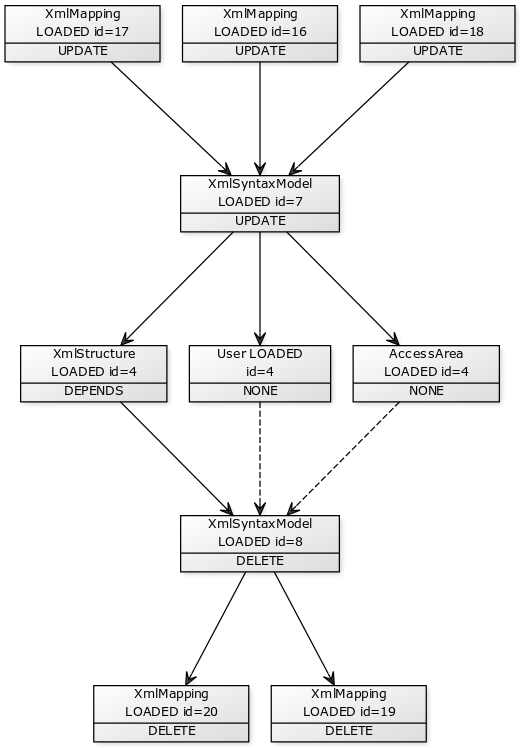 XmlMapping
LOADED id=17
UPDATE
XmlMapping
LOADED id=16
UPDATE
XmlMapping
LOADED id=18
UPDATE
XmlSyntaxModel
LOADED id=7
UPDATE
XmlStructure
LOADED id=4
DEPENDS
User LOADED
id=4
NONE
AccessArea
LOADED id=4
NONE
XmlSyntaxModel
LOADED id=8
DELETE
XmlMapping
LOADED id=20
DELETE
XmlMapping
LOADED id=19
DELETE